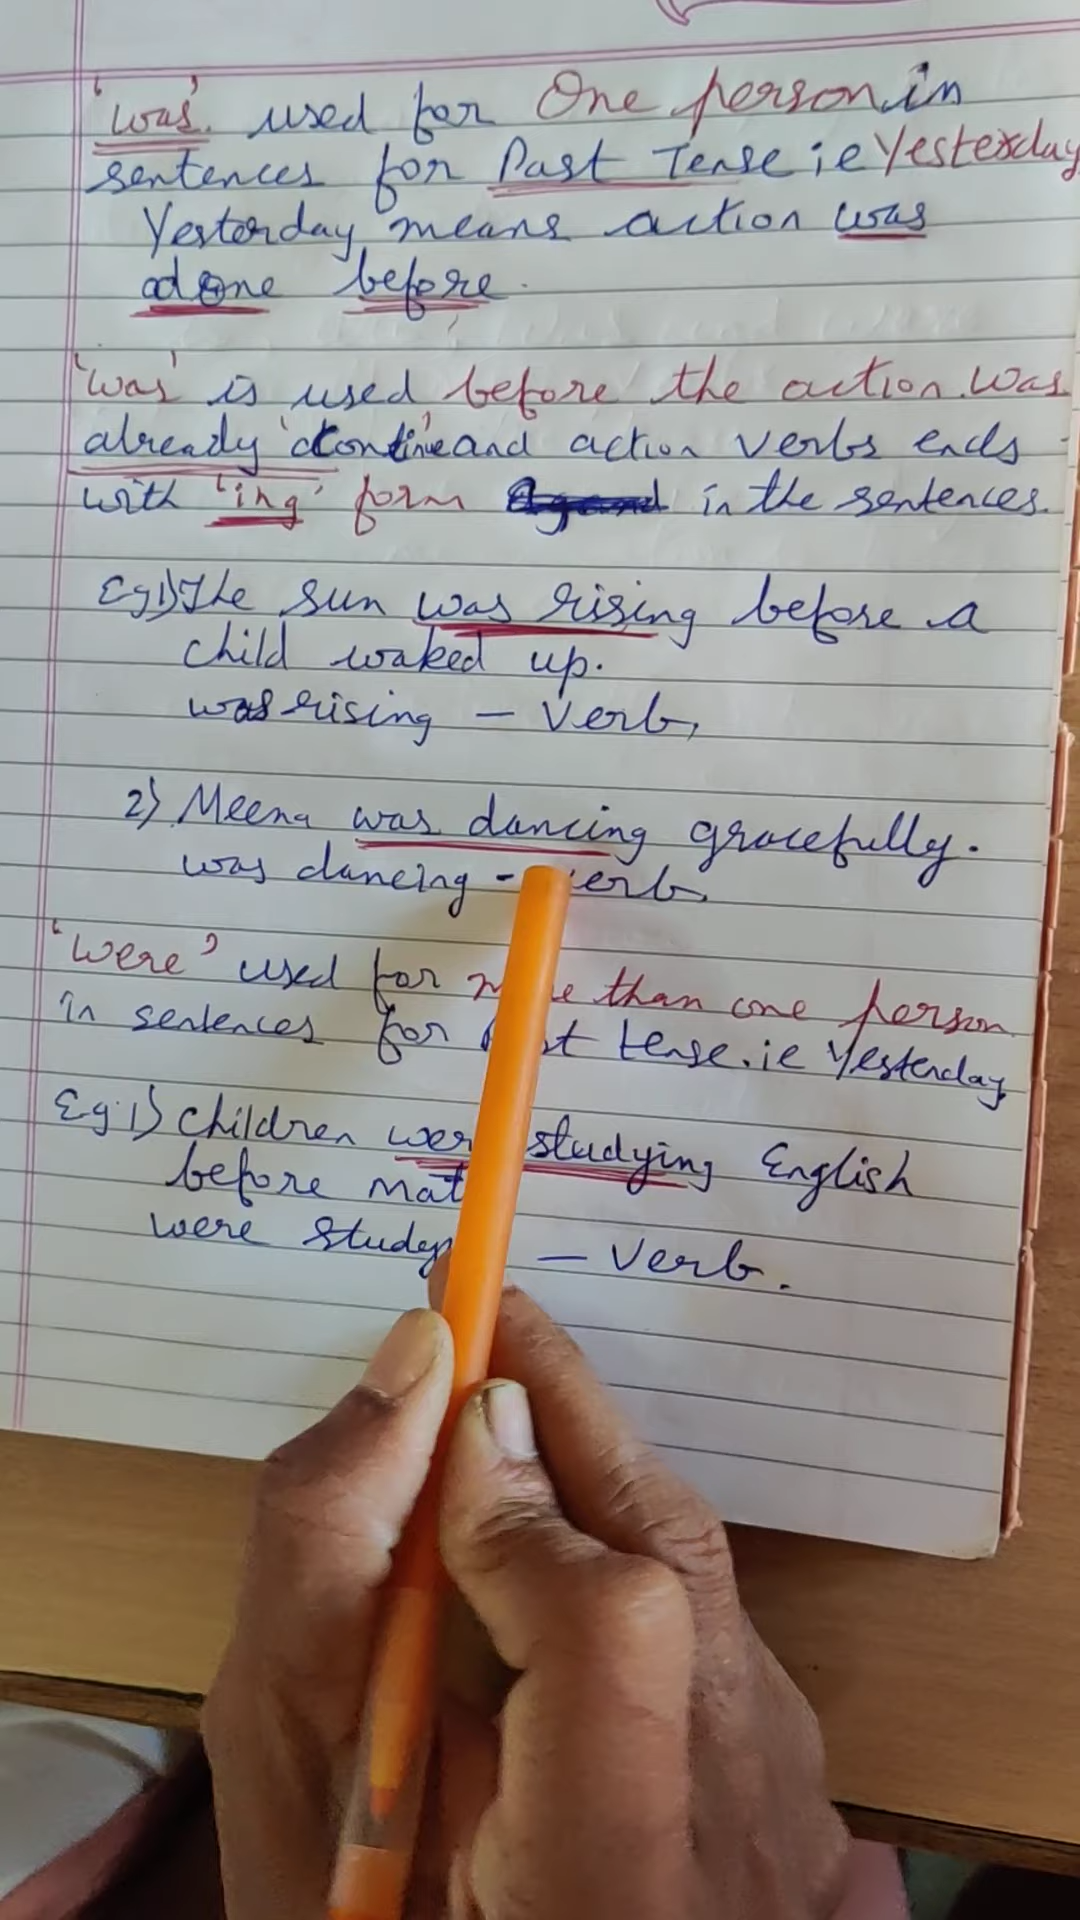 'was' used for One person in
sentences for Past Tense ie Yesterday
Yesterday means action was
done before.
'was' is used before the action. Was
already 'continue' and action verbs ends
with 'ing' form in the sentences.
Eg 1) The sun was rising before a
child waked up.
was rising – Verb,
2) Meena was dancing gracefully.
was dancing - verb.
'were' used for than one person
in sentences for tense. ie Yesterday
Eg. 1) Children studying English
before
were – Verb.